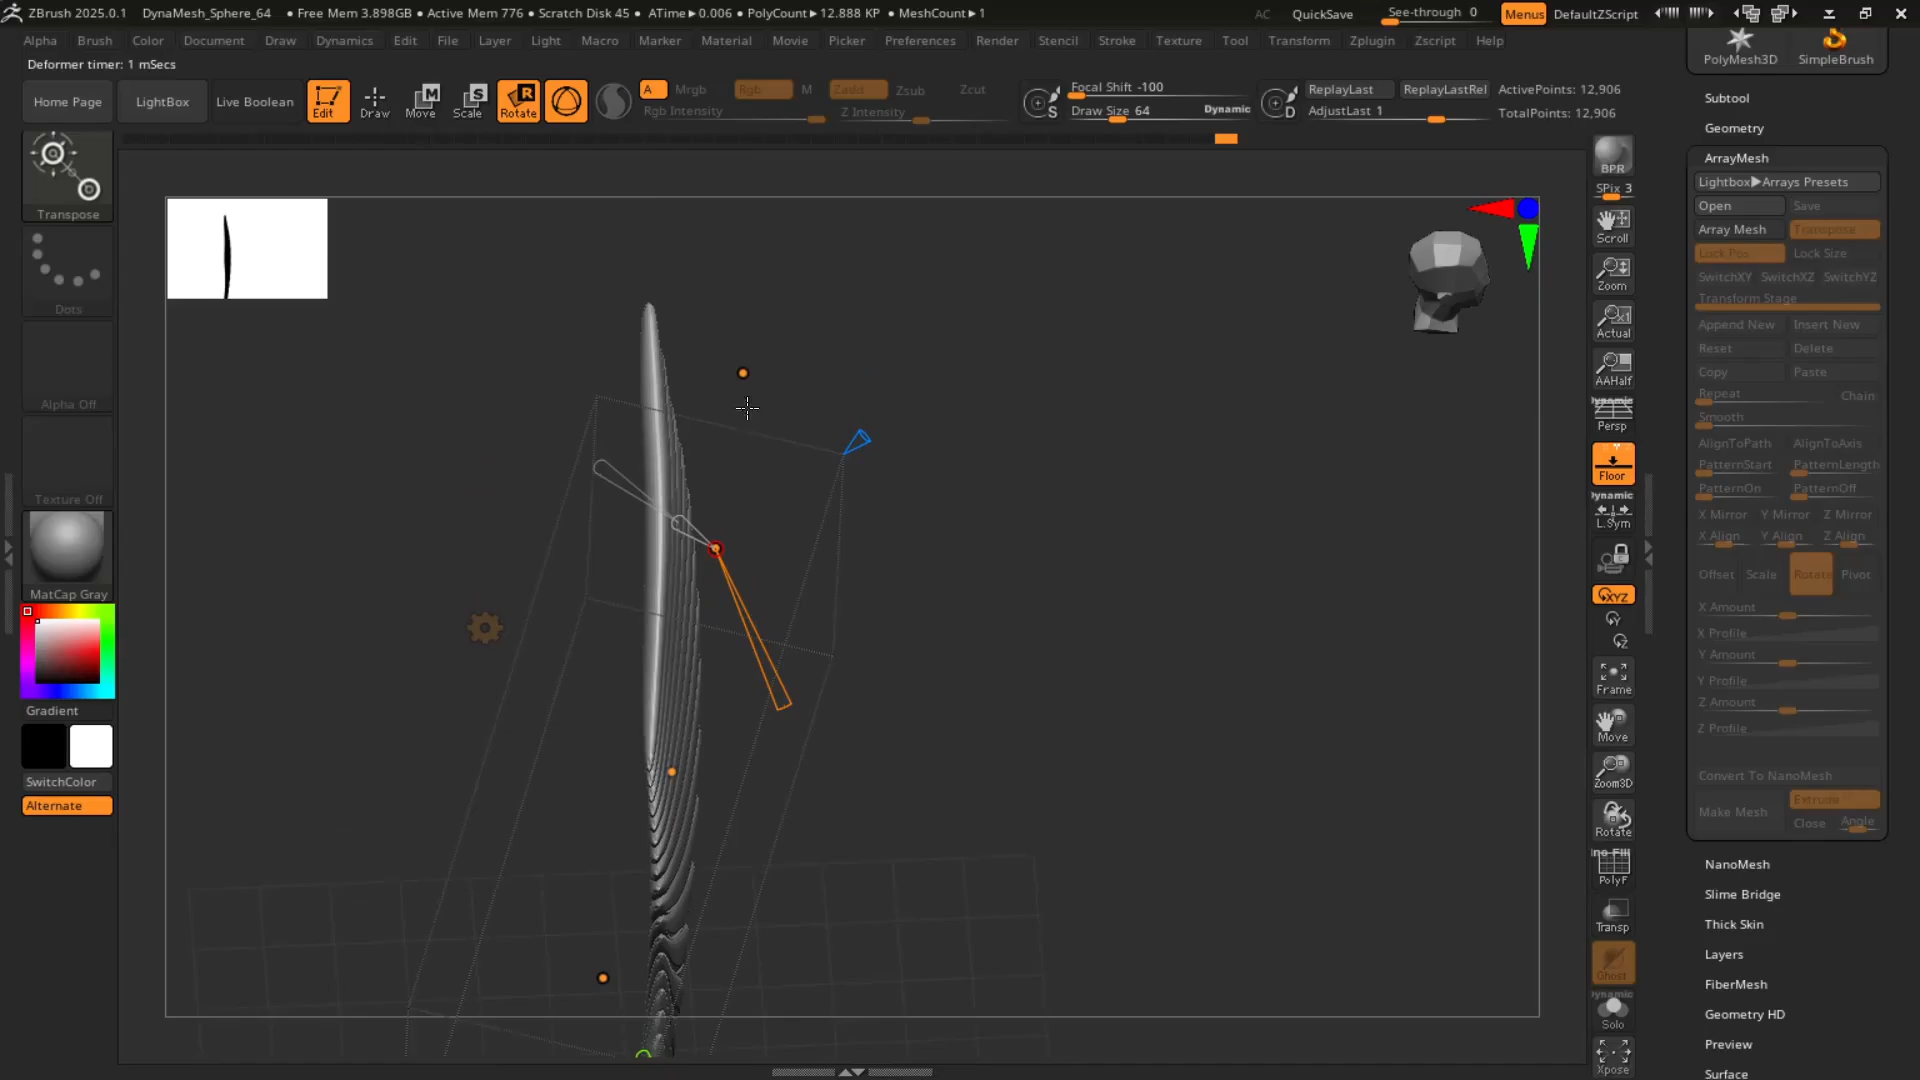 ZBrush 2025.0.1 DynaMesh_Sphere_64 • Free Mem 3.898GB • Active Mem 776 • Scratch Disk 45 • ATime►0.006 • PolyCount►12.888 KP • MeshCount►1 AC QuickSave See-through 0 Menus DefaultZScript
Alpha Brush Color Document Draw Dynamics Edit File Layer Light Macro Marker Material Movie Picker Preferences Render Stencil Stroke Texture Tool Transform Zplugin Zscript Help
Deformer timer: 1 mSecs
Home Page LightBox Live Boolean Edit Draw Move Scale Rotate
A Mrgb Rgb M Zadd Zsub Zcut
Rgb Intensity Z Intensity
Focal Shift -100
Draw Size 64 Dynamic
ReplayLast ReplayLastRel ActivePoints: 12,906
AdjustLast 1 TotalPoints: 12,906
Transpose
Dots
Alpha Off
Texture Off
MatCap Gray
Gradient
SwitchColor
Alternate
BPR
SPix 3
Scroll
Zoom
Actual
AAHalf
Dynamic
Persp
Floor
Dynamic
L.Sym
XYZ
Frame
Move
Zoom3D
Rotate
PolyF
Transp
Ghost
Dynamic
Solo
Xpose
PolyMesh3D SimpleBrush
Subtool
Geometry
ArrayMesh
Lightbox►Arrays Presets
Open Save
Array Mesh Transpose
Lock Pos Lock Size
SwitchXY SwitchXZ SwitchYZ
Transform Stage
Append New Insert New
Reset Delete
Copy Paste
Repeat Chain
Smooth
AlignToPath AlignToAxis
PatternStart PatternLength
PatternOn PatternOff
X Mirror Y Mirror Z Mirror
X Align Y Align Z Align
Offset Scale Rotate Pivot
X Amount
X Profile
Y Amount
Y Profile
Z Amount
Z Profile
Convert To NanoMesh
Make Mesh Extrude
Close Angle
NanoMesh
Slime Bridge
Thick Skin
Layers
FiberMesh
Geometry HD
Preview
Surface